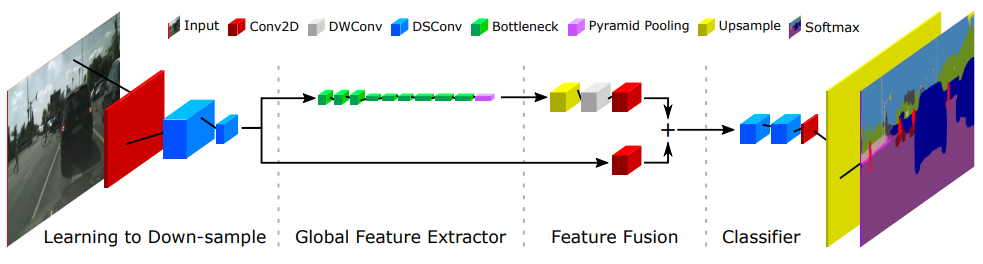 Input Conv2D DWConv DSConv Bottleneck Pyramid Pooling Upsample Softmax
+
Learning to Down-sample Global Feature Extractor Feature Fusion Classifier